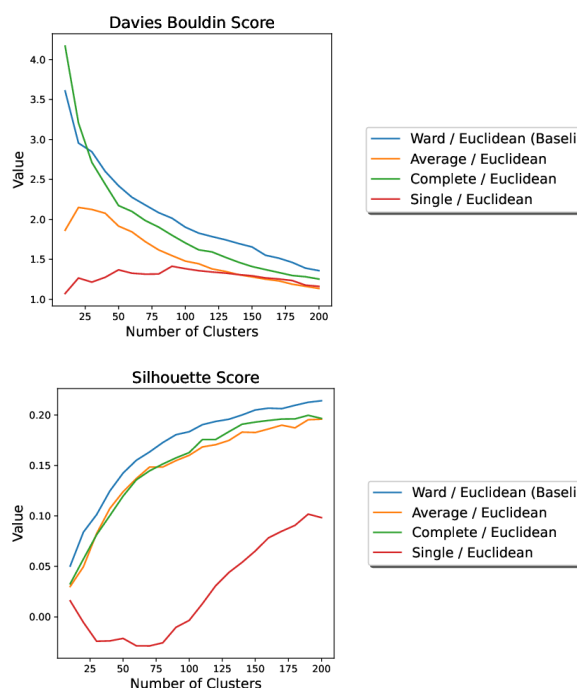 Davies Bouldin Score
4.0
3.5
3.0
2.5
2.0
1.5
1.0
Value
25 50 75 100 125 150 175 200
Number of Clusters
Ward / Euclidean (Baseli
Average / Euclidean
Complete / Euclidean
Single / Euclidean
Silhouette Score
0.20
0.15
0.10
0.05
0.00
Value
25 50 75 100 125 150 175 200
Number of Clusters
Ward / Euclidean (Baseli
Average / Euclidean
Complete / Euclidean
Single / Euclidean